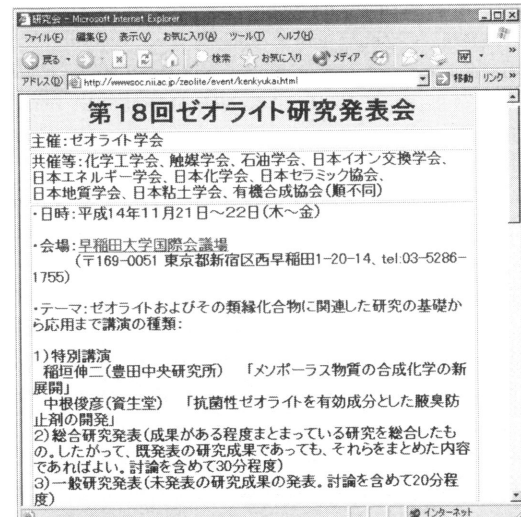 研究会 - Microsoft Internet Explorer
ファイル(F) 編集(E) 表示(V) お気に入り(A) ツール(T) ヘルプ(H)
戻る 検索 お気に入り メディア
アドレス(D) http://wwwsoc.nii.ac.jp/zeolite/event/kenkyukai.html 移動 リンク »
第18回ゼオライト研究発表会
主催:ゼオライト学会
共催等:化学工学会、触媒学会、石油学会、日本イオン交換学会、
日本エネルギー学会、日本化学会、日本セラミック協会、
日本地質学会、日本粘土学会、有機合成協会(順不同)
・日時:平成14年11月21日～22日(木～金)
・会場:早稲田大学国際会議場
(〒169-0051 東京都新宿区西早稲田1-20-14、tel:03-5286-
1755)
・テーマ:ゼオライトおよびその類縁化合物に関連した研究の基礎か
ら応用まで講演の種類:
1)特別講演
稲垣伸二(豊田中央研究所) 「メソポーラス物質の合成化学の新
展開」
中根俊彦(資生堂) 「抗菌性ゼオライトを有効成分とした腋臭防
止剤の開発」
2)総合研究発表(成果がある程度まとまっている研究を総合したも
の。したがって、既発表の研究成果であっても、それらをまとめた内容
であればよい。討論を含めて30分程度)
3)一般研究発表(未発表の研究成果の発表。討論を含めて20分程
度)
インターネット